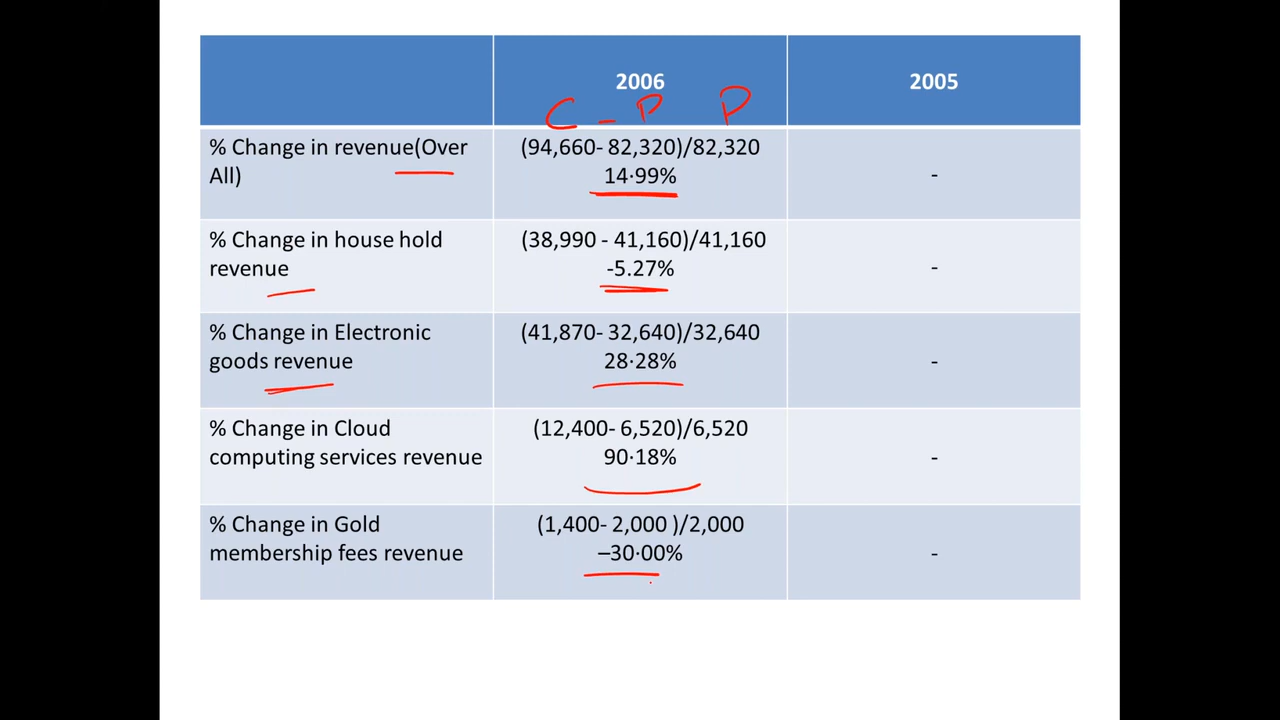 2006 2005
C - P P
% Change in revenue(Over All)
(94,660- 82,320)/82,320
14·99%
-
% Change in house hold revenue
(38,990 - 41,160)/41,160
-5.27%
-
% Change in Electronic goods revenue
(41,870- 32,640)/32,640
28·28%
-
% Change in Cloud computing services revenue
(12,400- 6,520)/6,520
90·18%
-
% Change in Gold membership fees revenue
(1,400- 2,000 )/2,000
–30·00%
-